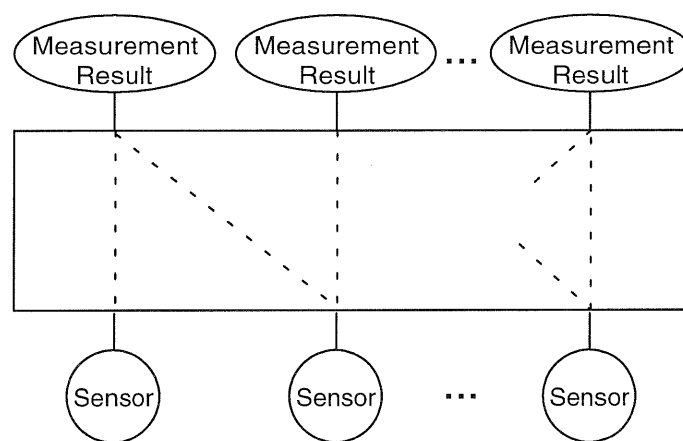 Measurement
Result
Measurement
Result
...
Measurement
Result
Sensor
Sensor
...
Sensor